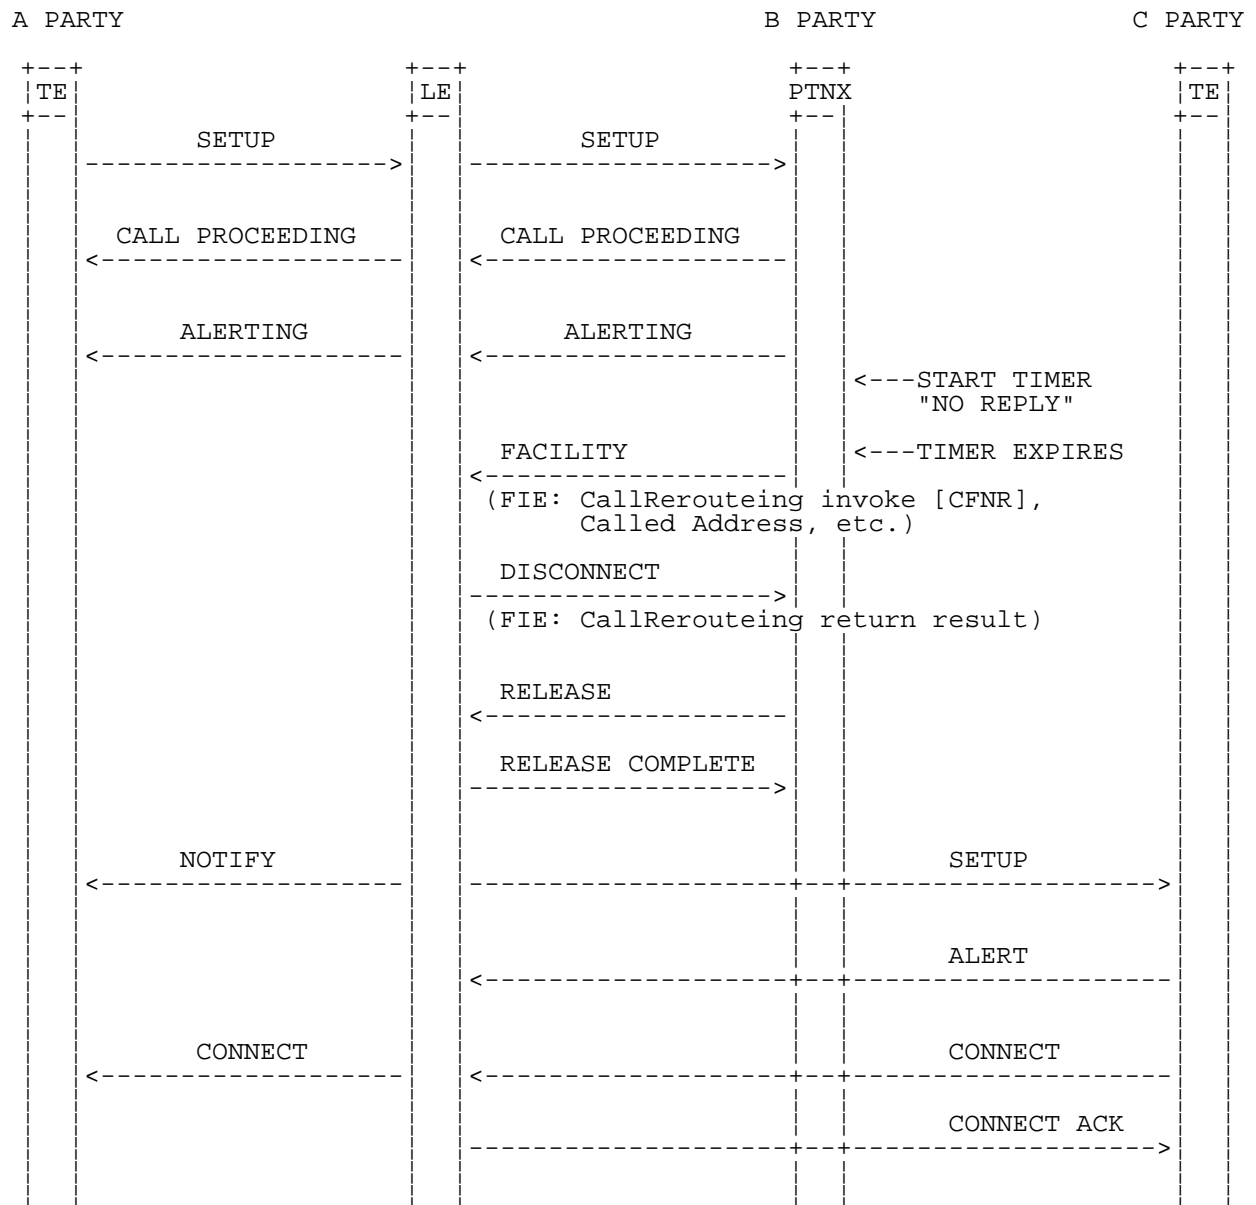 A PARTY B PARTY C PARTY
TE LE PTNX TE
SETUP SETUP
CALL PROCEEDING CALL PROCEEDING
ALERTING ALERTING
<---START TIMER
"NO REPLY"
FACILITY <---TIMER EXPIRES
(FIE: CallRerouteing invoke [CFNR],
Called Address, etc.)
DISCONNECT
(FIE: CallRerouteing return result)
RELEASE
RELEASE COMPLETE
NOTIFY SETUP
ALERT
CONNECT CONNECT
CONNECT ACK